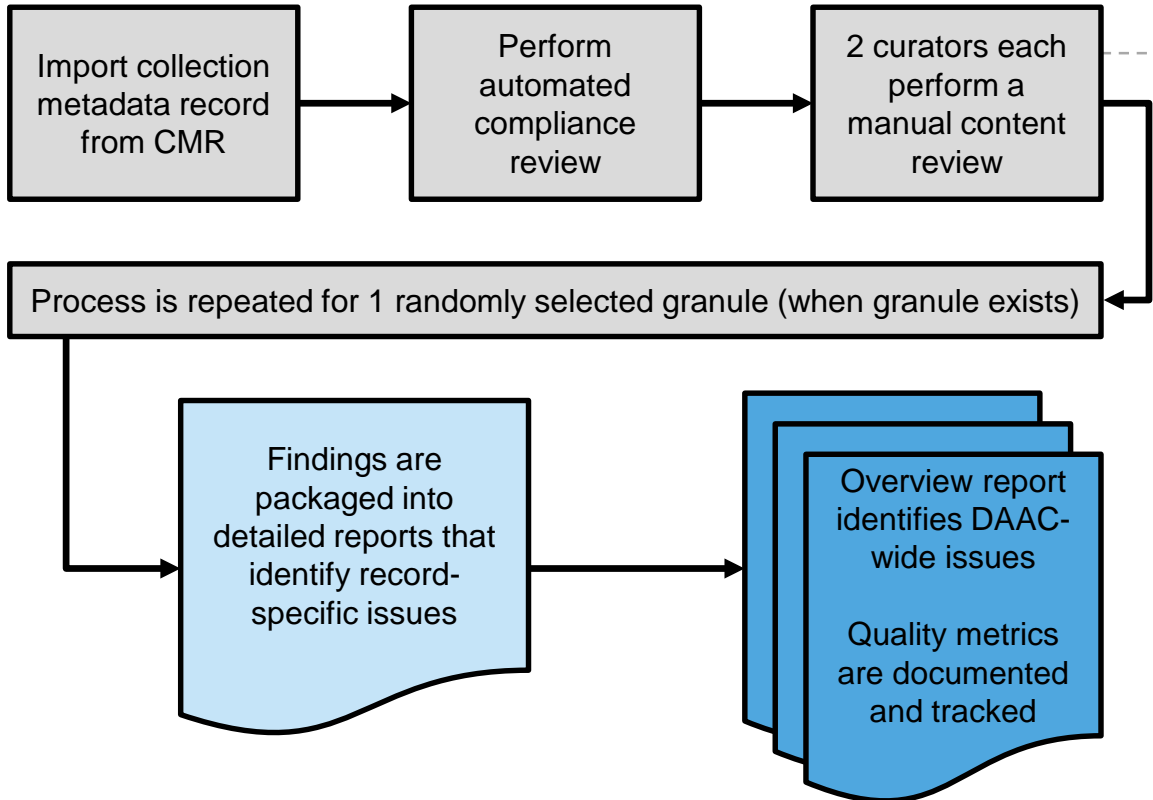 Import collection
metadata record
from CMR
Perform
automated
compliance
review
2 curators each
perform a
manual content
review
Process is repeated for 1 randomly selected granule (when granule exists)
Findings are
packaged into
detailed reports that
identify record-
specific issues
Overview report
identifies DAAC-
wide issues
Quality metrics
are documented
and tracked